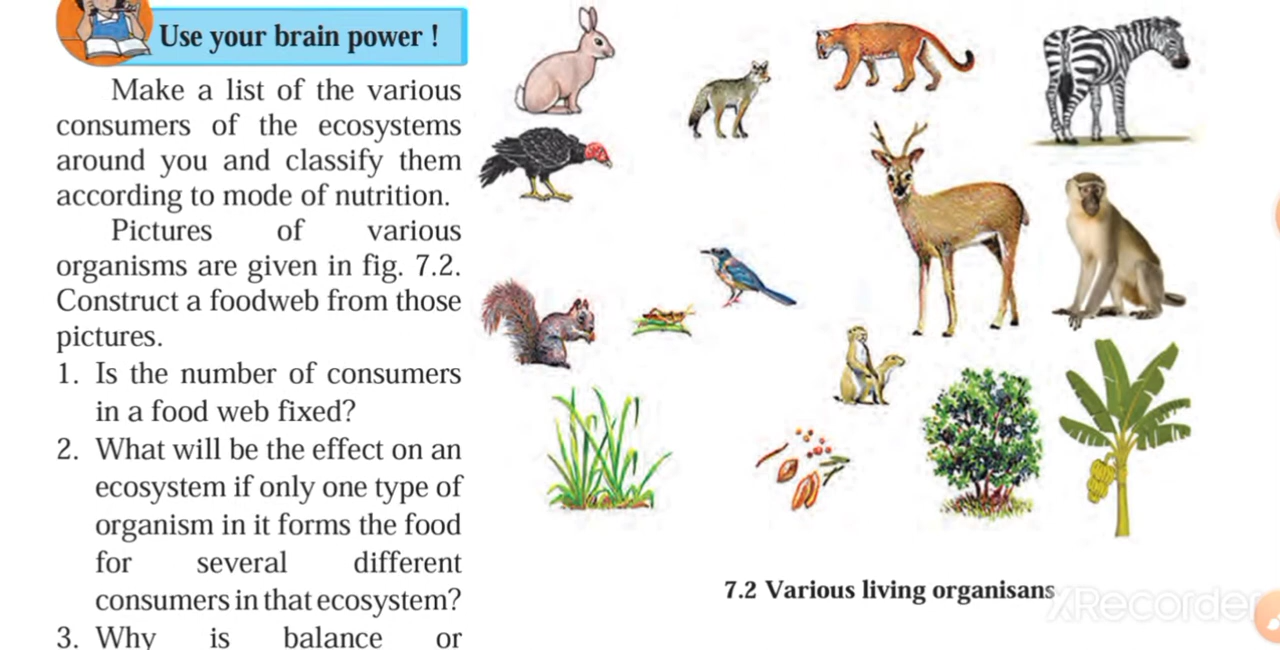 Use your brain power !
Make a list of the various
consumers of the ecosystems
around you and classify them
according to mode of nutrition.
Pictures of various
organisms are given in fig. 7.2.
Construct a foodweb from those
pictures.
1. Is the number of consumers
in a food web fixed?
2. What will be the effect on an
ecosystem if only one type of
organism in it forms the food
for several different
consumers in that ecosystem?
3. Why is balance or
7.2 Various living organisans
XRecorder